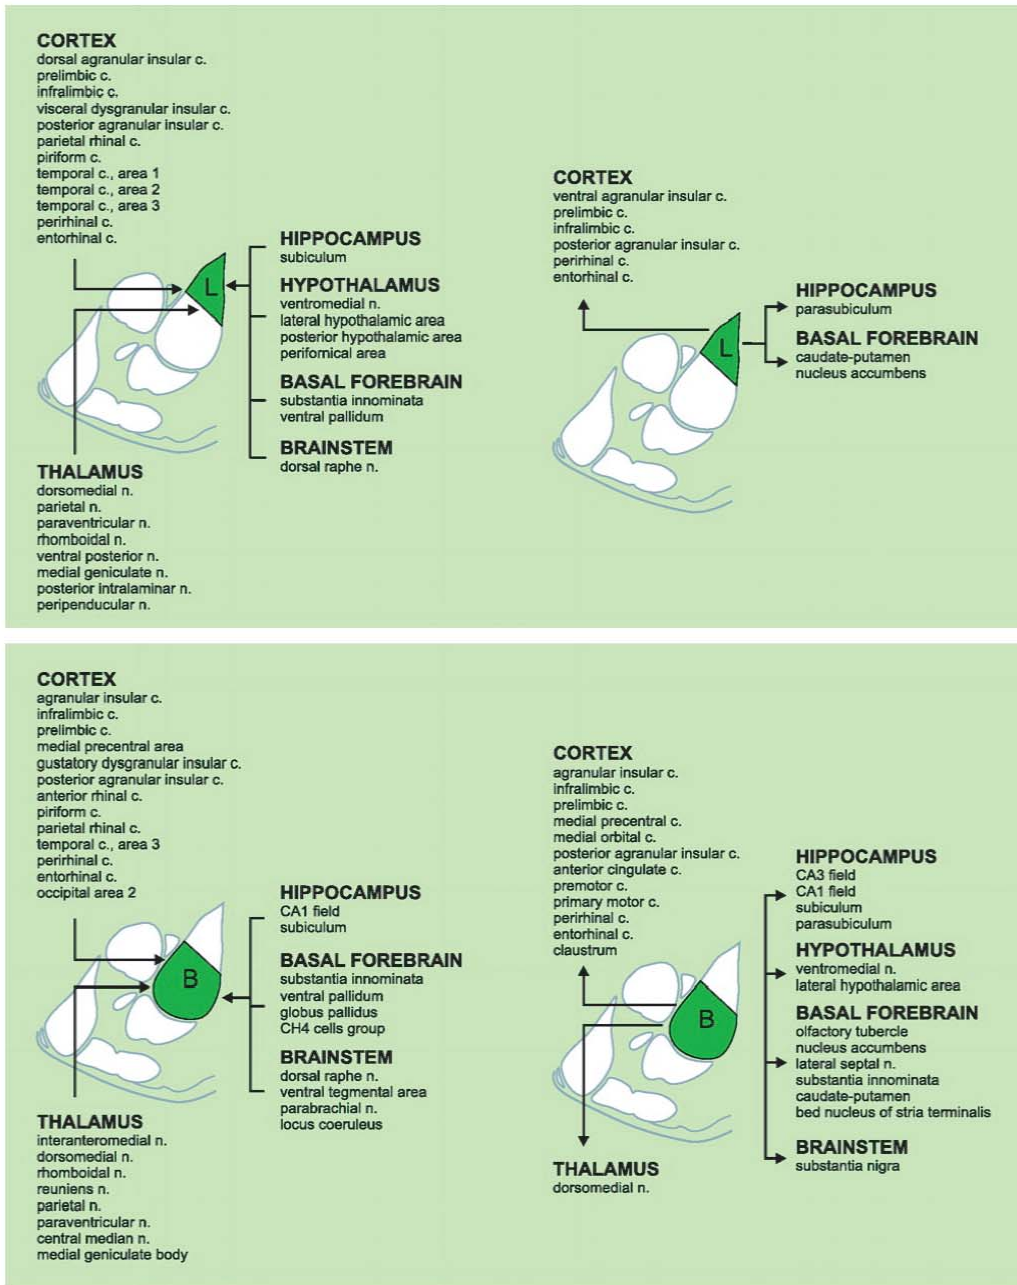 CORTEX
dorsal agranular insular c.
prelimbic c.
infralimbic c.
visceral dysgranular insular c.
posterior agranular insular c.
parietal rhinal c.
piriform c.
temporal c., area 1
temporal c., area 2
temporal c., area 3
perirhinal c.
entorhinal c.
L
HIPPOCAMPUS
subiculum
HYPOTHALAMUS
ventromedial n.
lateral hypothalamic area
posterior hypothalamic area
perifornical area
BASAL FOREBRAIN
substantia innominata
ventral pallidum
BRAINSTEM
dorsal raphe n.
THALAMUS
dorsomedial n.
parietal n.
paraventricular n.
rhomboidal n.
ventral posterior n.
medial geniculate n.
posterior intralaminar n.
peripenducular n.
CORTEX
ventral agranular insular c.
prelimbic c.
infralimbic c.
posterior agranular insular c.
perirhinal c.
entorhinal c.
L
HIPPOCAMPUS
parasubiculum
BASAL FOREBRAIN
caudate-putamen
nucleus accumbens
CORTEX
agranular insular c.
infralimbic c.
prelimbic c.
medial precentral area
gustatory dysgranular insular c.
posterior agranular insular c.
anterior rhinal c.
piriform c.
parietal rhinal c.
temporal c., area 3
perirhinal c.
entorhinal c.
occipital area 2
B
HIPPOCAMPUS
CA1 field
subiculum
BASAL FOREBRAIN
substantia innominata
ventral pallidum
globus pallidus
CH4 cells group
BRAINSTEM
dorsal raphe n.
ventral tegmental area
parabrachial n.
locus coeruleus
THALAMUS
interanteromedial n.
dorsomedial n.
rhomboidal n.
reuniens n.
parietal n.
paraventricular n.
central median n.
medial geniculate body
CORTEX
agranular insular c.
infralimbic c.
prelimbic c.
medial precentral c.
medial orbital c.
posterior agranular insular c.
anterior cingulate c.
premotor c.
primary motor c.
perirhinal c.
entorhinal c.
claustrum
B
THALAMUS
dorsomedial n.
HIPPOCAMPUS
CA3 field
CA1 field
subiculum
parasubiculum
HYPOTHALAMUS
ventromedial n.
lateral hypothalamic area
BASAL FOREBRAIN
olfactory tubercle
nucleus accumbens
lateral septal n.
substantia innominata
caudate-putamen
bed nucleus of stria terminalis
BRAINSTEM
substantia nigra